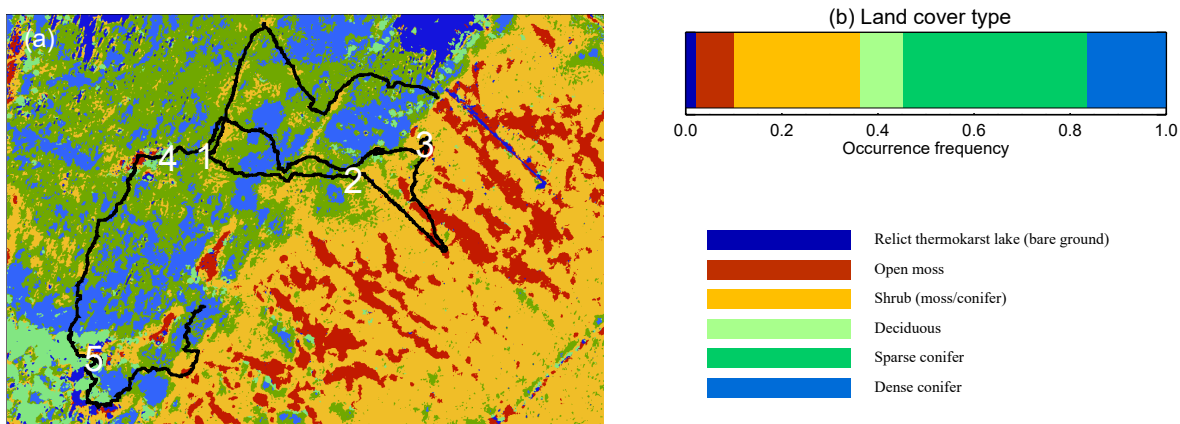 (a)
1
2
3
4
5
(b) Land cover type
0.0 0.2 0.4 0.6 0.8 1.0
Occurrence frequency
Relict thermokarst lake (bare ground)
Open moss
Shrub (moss/conifer)
Deciduous
Sparse conifer
Dense conifer